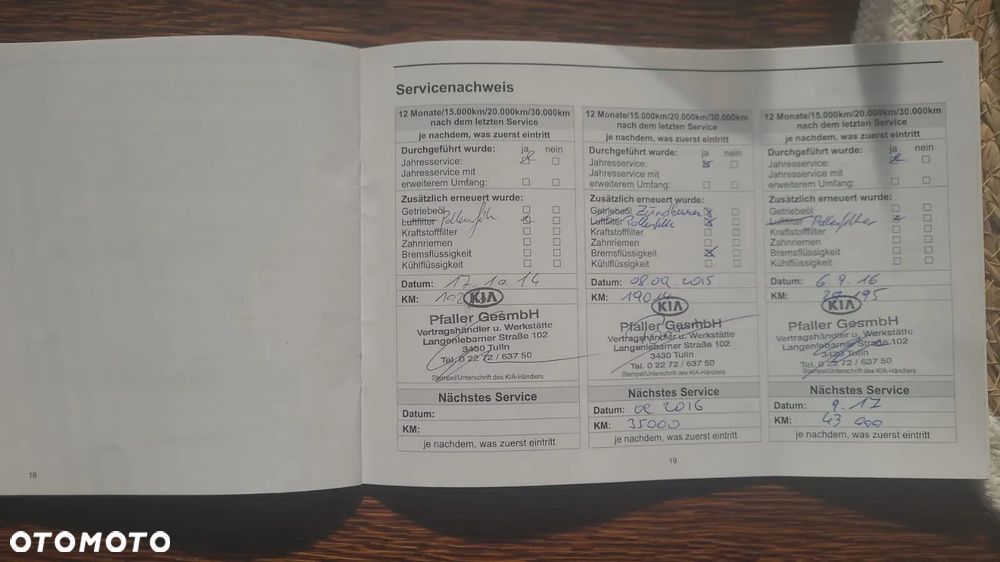 Servicenachweis
12 Monate/15.000km/20.000km/30.000km
nach dem letzten Service
je nachdem, was zuerst eintritt
Durchgeführt wurde: ja nein
Jahresservice:
Jahresservice mit
erweitertem Umfang:
Zusätzlich erneuert wurde:
Getriebeöl
Luftfilter
Kraftstofffilter
Zahnriemen
Bremsflüssigkeit
Kühlflüssigkeit
Datum: 17.10.14
KM:
KIA
Pfaller GesmbH
Vertragshändler u. Werkstätte
Langenlebarner Straße 102
3430 Tulln
Tel. 0 22 72 / 637 50
Stempel/Unterschrift des KIA-Händlers
Nächstes Service
Datum:
KM:
je nachdem, was zuerst eintritt
12 Monate/15.000km/20.000km/30.000km
nach dem letzten Service
je nachdem, was zuerst eintritt
Durchgeführt wurde: ja nein
Jahresservice:
Jahresservice mit
erweitertem Umfang:
Zusätzlich erneuert wurde:
Getriebeöl
Luftfilter
Kraftstofffilter
Zahnriemen
Bremsflüssigkeit
Kühlflüssigkeit
Datum: 08.09.2015
KM: 19014
KIA
Pfaller GesmbH
Vertragshändler u. Werkstätte
Langenlebarner Straße 102
3430 Tulln
Tel. 0 22 72 / 637 50
Stempel/Unterschrift des KIA-Händlers
Nächstes Service
Datum: 2016
KM: 35000
je nachdem, was zuerst eintritt
12 Monate/15.000km/20.000km/30.000km
nach dem letzten Service
je nachdem, was zuerst eintritt
Durchgeführt wurde: ja nein
Jahresservice:
Jahresservice mit
erweitertem Umfang:
Zusätzlich erneuert wurde:
Getriebeöl
Luftfilter Pollenfilter
Kraftstofffilter
Zahnriemen
Bremsflüssigkeit
Kühlflüssigkeit
Datum: 6.9.16
KM:
KIA
Pfaller GesmbH
Vertragshändler u. Werkstätte
Langenlebarner Straße 102
3430 Tulln
Tel. 0 22 72 / 637 50
Stempel/Unterschrift des KIA-Händlers
Nächstes Service
Datum: 9.17
KM: 43 000
je nachdem, was zuerst eintritt
18
19
OTOMOTO